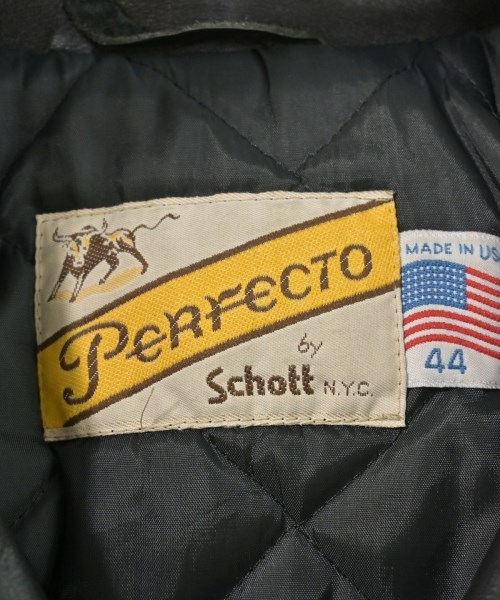 PERFECTO
by
Schott N.Y.C.
MADE IN USA
44